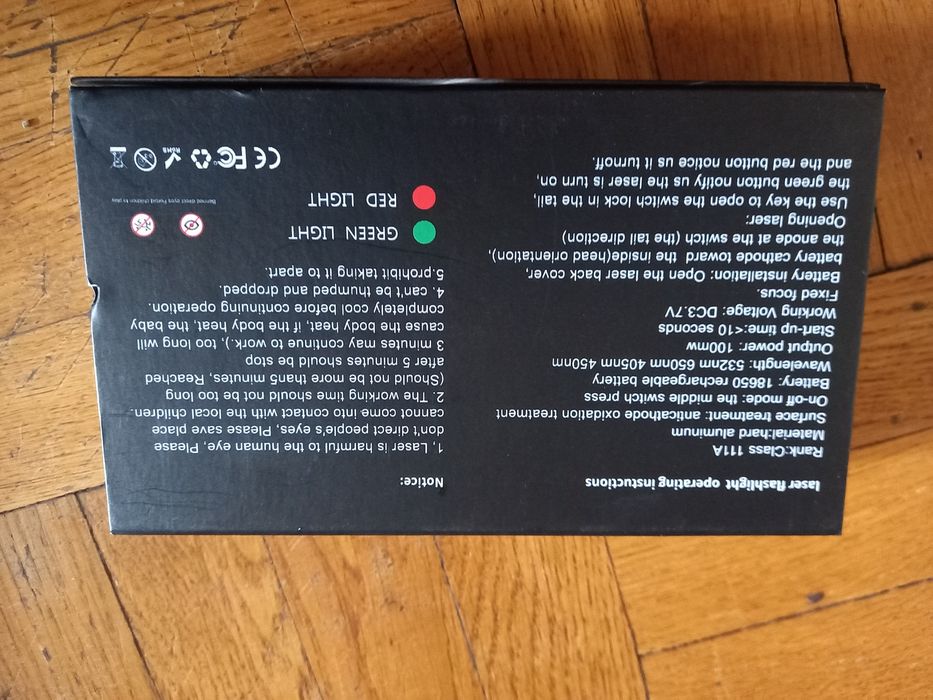 laser flashlight operating instuctions
Rank:Class 111A
Material:hard aluminum
Surface treatment: anticathode oxidation treatment
On-off mode: the middle switch press
Battery: 18650 rechargeable battery
Wavelength: 532nm 650nm 405nm 450nm
Output power: 100mw
Start-up time:<10 seconds
Working Voltage: DC3.7V
Fixed focus.
Battery installation: Open the laser back cover,
battery cathode toward the inside(head orientation),
the anode at the switch (the tail direction)
Opening laser:
Use the key to open the switch lock in the tail,
the green button notify us the laser is turn on,
and the red button notice us it turnoff.
Notice:
1, Laser is harmful to the human eye, Please,
don't direct people's eyes, Please save place
cannot come into contact with the local children.
2. The working time should not be too long
(Should not be more than5 minutes, Reached
after 5 minutes should be stop
3 minutes may continue to work.), too long will
cause the body heat, if the body heat, the baby
completely cool before continuing operation.
4. can't be thumped and dropped.
5.prohibit taking it to apart.
GREEN LIGHT
RED LIGHT
Banned direct eyes Forbid children to play
CE FC RoHS